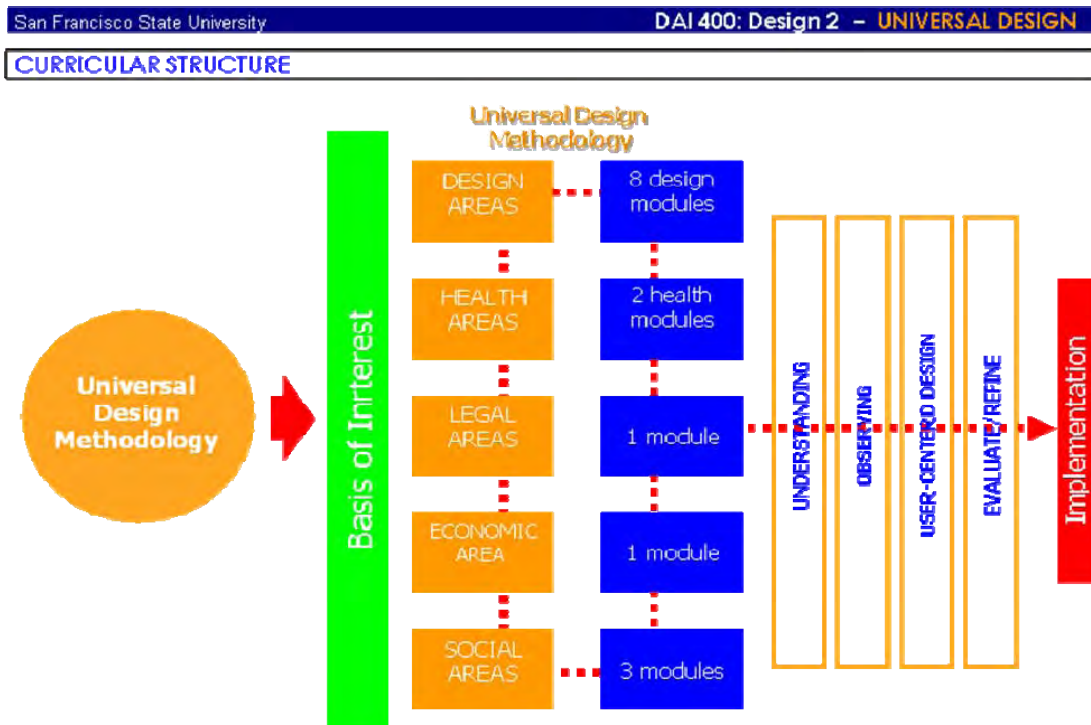 San Francisco State University
DAI 400: Design 2 – UNIVERSAL DESIGN
CURRICULAR STRUCTURE
Universal Design
Methodology
Universal
Design
Methodology
Basis of Inrterest
DESIGN
AREAS
8 design
modules
HEALTH
AREAS
2 health
modules
LEGAL
AREAS
1 module
ECONOMIC
AREA
1 module
SOCIAL
AREAS
3 modules
UNDERSTANDING
OBSERVING
USER-CENTERD DESIGN
EVALUATE/REFINE
Implementation